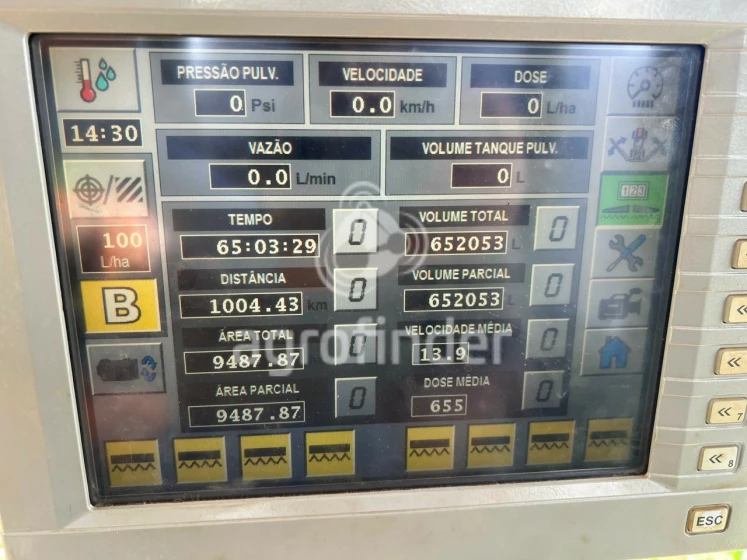 PRESSÃO PULV.
0 Psi
VELOCIDADE
0.0 km/h
DOSE
0 L/ha
14:30
VAZÃO
0.0 L/min
VOLUME TANQUE PULV.
0 L
123
TEMPO
65:03:29
0
VOLUME TOTAL
652053 L
0
100
L/ha
DISTÂNCIA
1004.43 km
0
VOLUME PARCIAL
652053 L
0
B
ÁREA TOTAL
9487.87
VELOCIDADE MÉDIA
13.9
0
ÁREA PARCIAL
9487.87
0
DOSE MÉDIA
655
0
agrofinder
7
8
ESC